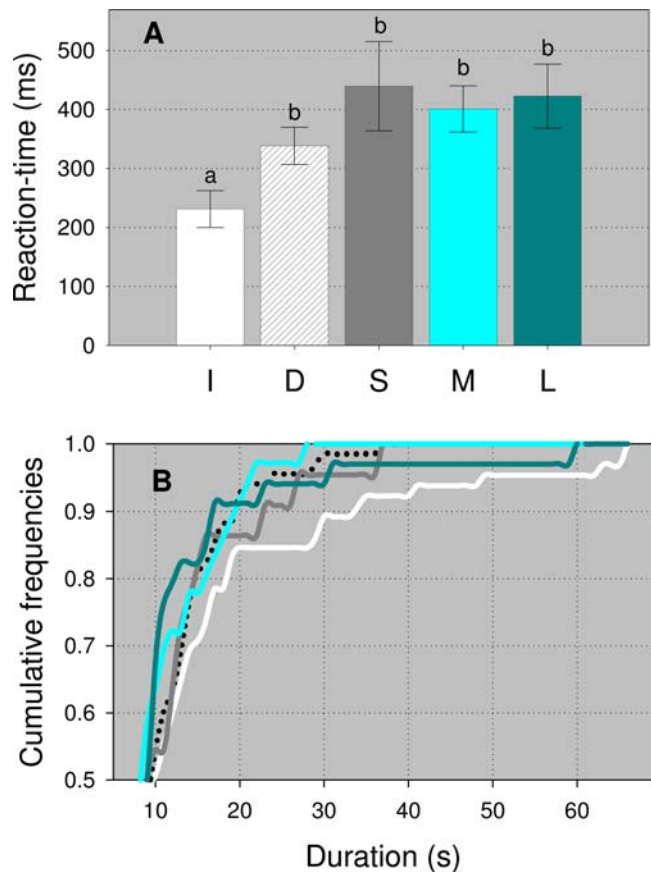 A
500
400
300
200
100
0
Reaction-time (ms)
a
b
b
b
b
I D S M L
B
1.0
0.9
0.8
0.7
0.6
0.5
Cumulative frequencies
10 20 30 40 50 60
Duration (s)